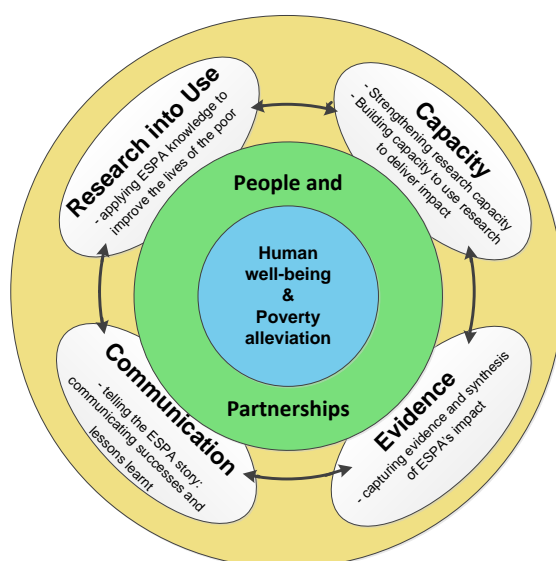 Research into Use
- applying ESPA knowledge to
improve the lives of the poor
Capacity
- Strengthening research capacity
- Building capacity to use research
to deliver impact
People and
Human
well-being
&
Poverty
alleviation
Partnerships
Communication
- telling the ESPA story:
communicating successes and
lessons learnt
Evidence
- capturing evidence and synthesis
of ESPA's impact